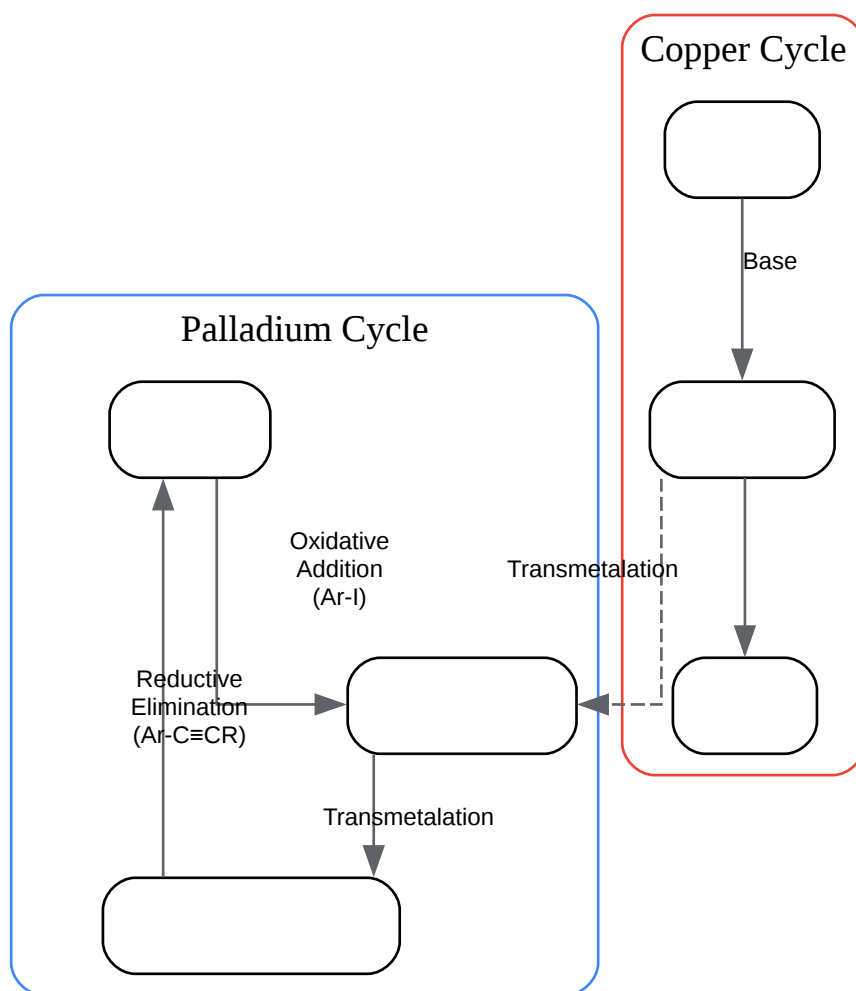 Copper Cycle
Base
Palladium Cycle
Oxidative
Addition
(Ar-I)
Transmetalation
Reductive
Elimination
(Ar-C≡CR)
Transmetalation